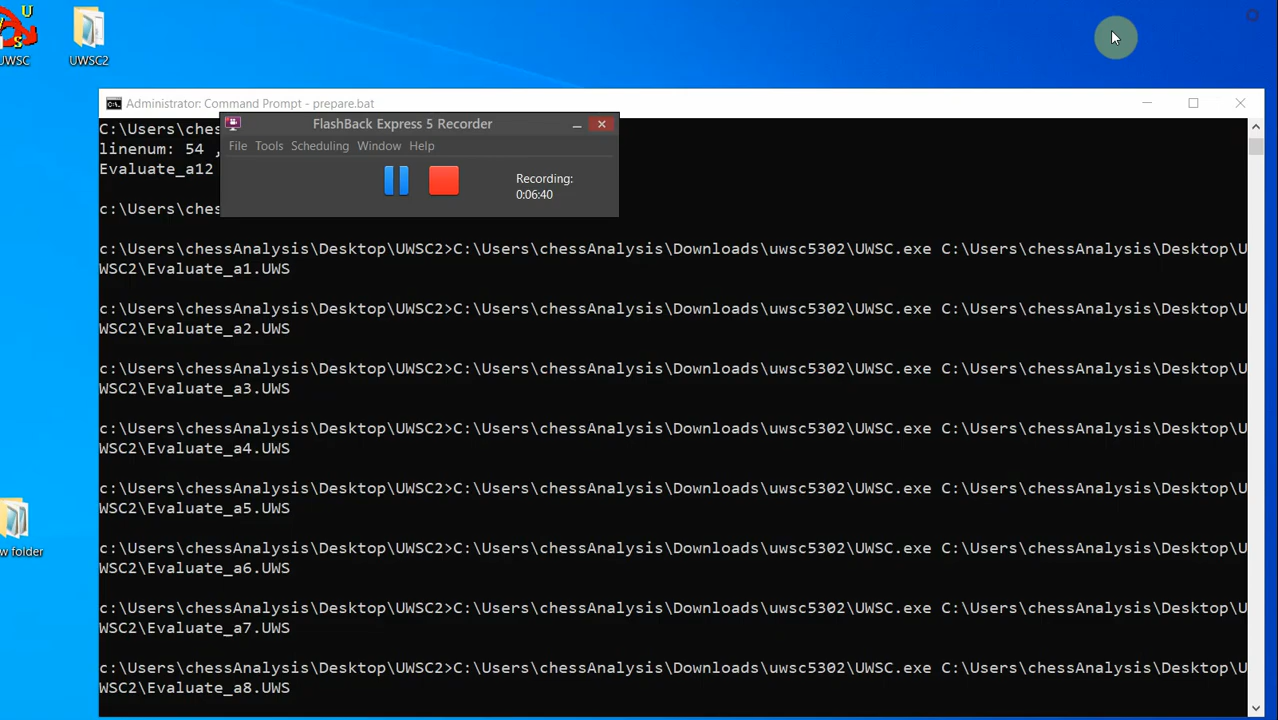 U
S
UWSC
UWSC2
Administrator: Command Prompt - prepare.bat
FlashBack Express 5 Recorder
File Tools Scheduling Window Help
Recording:
0:06:40
C:\Users\ches
linenum: 54 ,
Evaluate_a12
c:\Users\ches
c:\Users\chessAnalysis\Desktop\UWSC2>C:\Users\chessAnalysis\Downloads\uwsc5302\UWSC.exe C:\Users\chessAnalysis\Desktop\U
WSC2\Evaluate_a1.UWS
c:\Users\chessAnalysis\Desktop\UWSC2>C:\Users\chessAnalysis\Downloads\uwsc5302\UWSC.exe C:\Users\chessAnalysis\Desktop\U
WSC2\Evaluate_a2.UWS
c:\Users\chessAnalysis\Desktop\UWSC2>C:\Users\chessAnalysis\Downloads\uwsc5302\UWSC.exe C:\Users\chessAnalysis\Desktop\U
WSC2\Evaluate_a3.UWS
c:\Users\chessAnalysis\Desktop\UWSC2>C:\Users\chessAnalysis\Downloads\uwsc5302\UWSC.exe C:\Users\chessAnalysis\Desktop\U
WSC2\Evaluate_a4.UWS
c:\Users\chessAnalysis\Desktop\UWSC2>C:\Users\chessAnalysis\Downloads\uwsc5302\UWSC.exe C:\Users\chessAnalysis\Desktop\U
WSC2\Evaluate_a5.UWS
c:\Users\chessAnalysis\Desktop\UWSC2>C:\Users\chessAnalysis\Downloads\uwsc5302\UWSC.exe C:\Users\chessAnalysis\Desktop\U
WSC2\Evaluate_a6.UWS
c:\Users\chessAnalysis\Desktop\UWSC2>C:\Users\chessAnalysis\Downloads\uwsc5302\UWSC.exe C:\Users\chessAnalysis\Desktop\U
WSC2\Evaluate_a7.UWS
c:\Users\chessAnalysis\Desktop\UWSC2>C:\Users\chessAnalysis\Downloads\uwsc5302\UWSC.exe C:\Users\chessAnalysis\Desktop\U
WSC2\Evaluate_a8.UWS
w folder